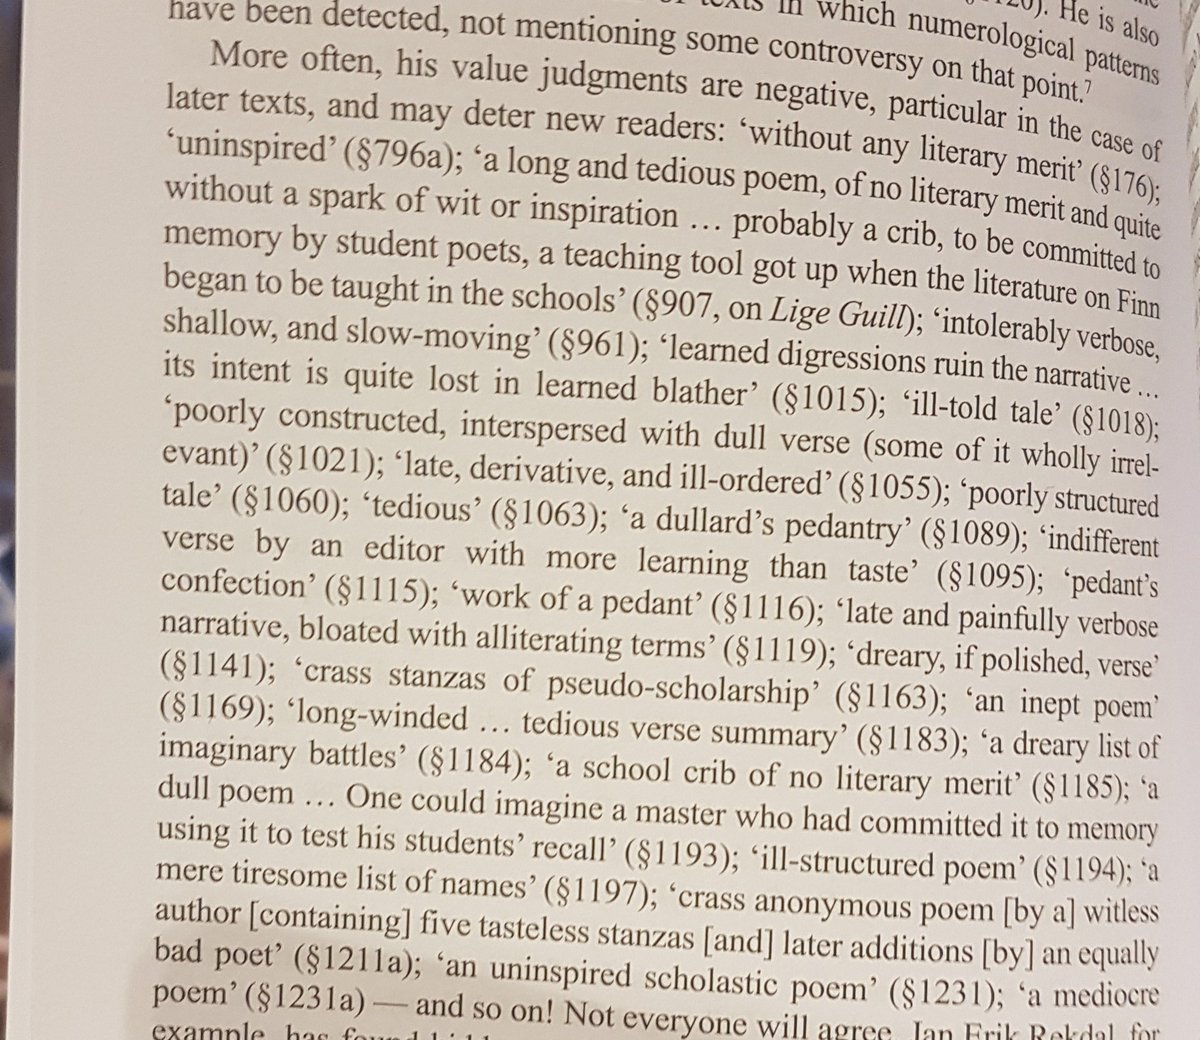 20). He is also
texts in which numerological patterns
have been detected, not mentioning some controversy on that point.⁷
More often, his value judgments are negative, particular in the case of
later texts, and may deter new readers: ‘without any literary merit’ (§176);
‘uninspired’ (§796a); ‘a long and tedious poem, of no literary merit and quite
without a spark of wit or inspiration … probably a crib, to be committed to
memory by student poets, a teaching tool got up when the literature on Finn
began to be taught in the schools’ (§907, on Lige Guill); ‘intolerably verbose,
shallow, and slow-moving’ (§961); ‘learned digressions ruin the narrative …
its intent is quite lost in learned blather’ (§1015); ‘ill-told tale’ (§1018);
‘poorly constructed, interspersed with dull verse (some of it wholly irrel-
evant)’ (§1021); ‘late, derivative, and ill-ordered’ (§1055); ‘poorly structured
tale’ (§1060); ‘tedious’ (§1063); ‘a dullard’s pedantry’ (§1089); ‘indifferent
verse by an editor with more learning than taste’ (§1095); ‘pedant’s
confection’ (§1115); ‘work of a pedant’ (§1116); ‘late and painfully verbose
narrative, bloated with alliterating terms’ (§1119); ‘dreary, if polished, verse’
(§1141); ‘crass stanzas of pseudo-scholarship’ (§1163); ‘an inept poem’
(§1169); ‘long-winded … tedious verse summary’ (§1183); ‘a dreary list of
imaginary battles’ (§1184); ‘a school crib of no literary merit’ (§1185); ‘a
dull poem … One could imagine a master who had committed it to memory
using it to test his students’ recall’ (§1193); ‘ill-structured poem’ (§1194); ‘a
mere tiresome list of names’ (§1197); ‘crass anonymous poem [by a] witless
author [containing] five tasteless stanzas [and] later additions [by] an equally
bad poet’ (§1211a); ‘an uninspired scholastic poem’ (§1231); ‘a mediocre
poem’ (§1231a) — and so on! Not everyone will agree. Jan Erik Rekdal, for
example, has found